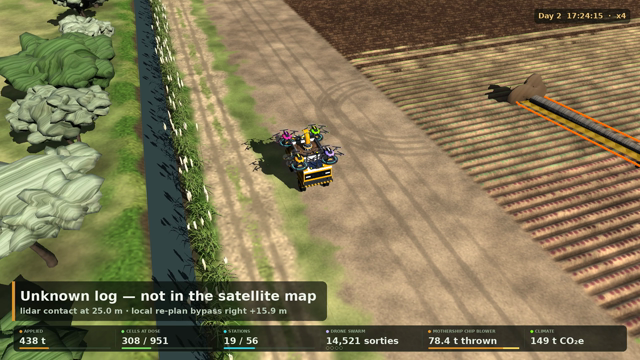 Day 2 17:24:15 · x4
Unknown log — not in the satellite map
lidar contact at 25.0 m · local re-plan bypass right +15.9 m
APPLIED
438 t
CELLS AT DOSE
308 / 951
STATIONS
19 / 56
DRONE SWARM
14,521 sorties
MOTHERSHIP CHIP BLOWER
78.4 t thrown
CLIMATE
149 t CO₂e